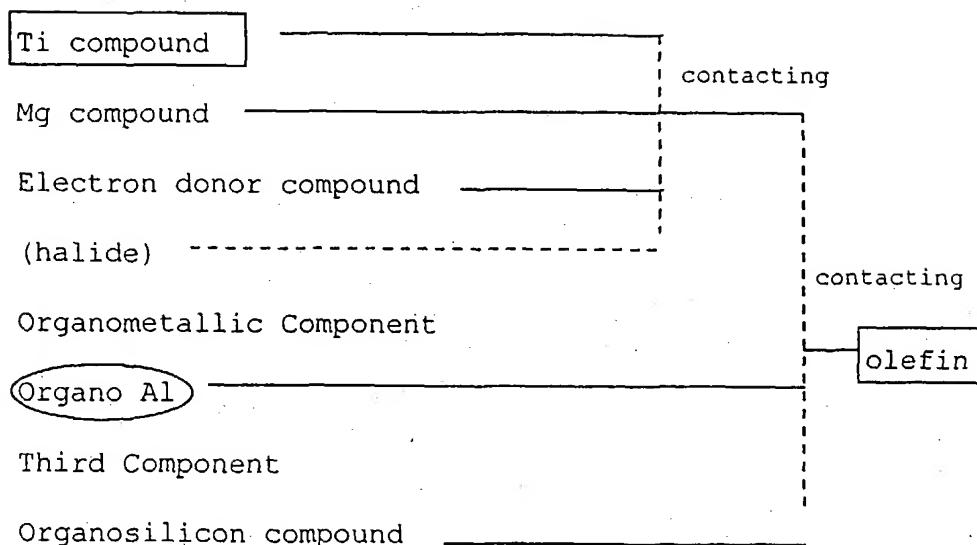 Ti compound
contacting
Mg compound
Electron donor compound
(halide)
contacting
Organometallic Component
olefin
Organo Al
Third Component
Organosilicon compound